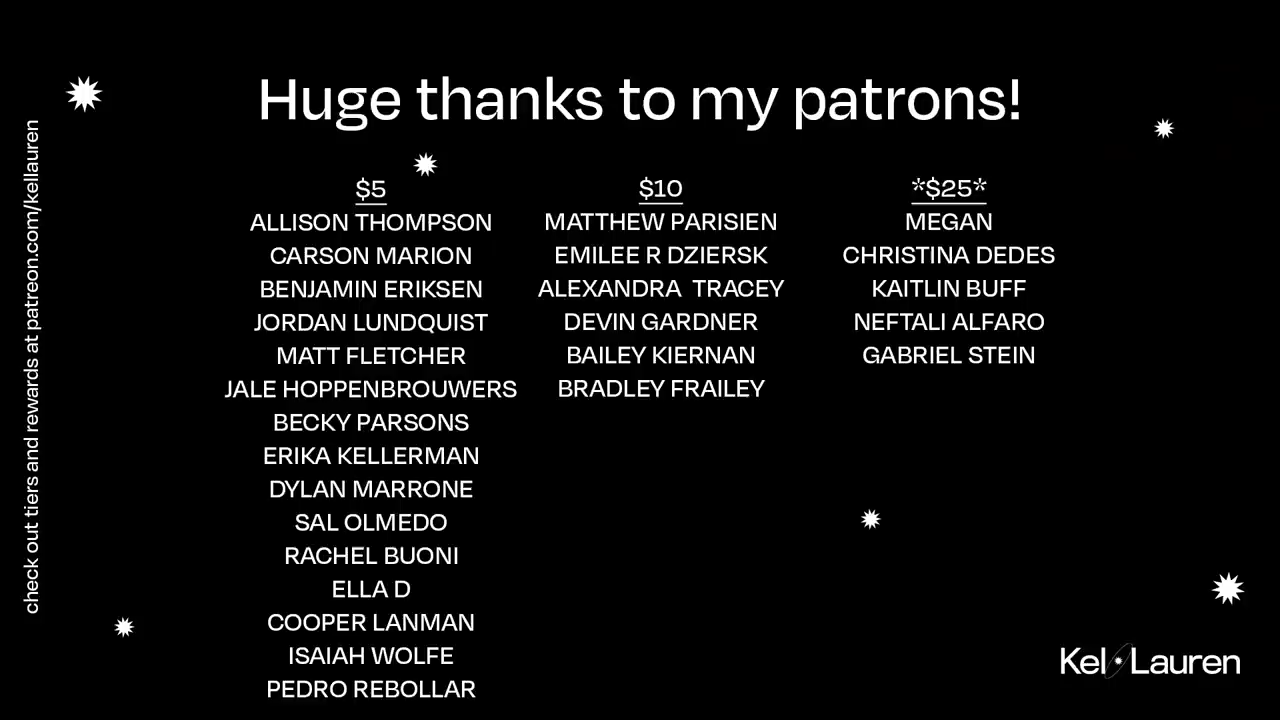 Huge thanks to my patrons!
$5
ALLISON THOMPSON
CARSON MARION
BENJAMIN ERIKSEN
JORDAN LUNDQUIST
MATT FLETCHER
JALE HOPPENBROUWERS
BECKY PARSONS
ERIKA KELLERMAN
DYLAN MARRONE
SAL OLMEDO
RACHEL BUONI
ELLA D
COOPER LANMAN
ISAIAH WOLFE
PEDRO REBOLLAR
$10
MATTHEW PARISIEN
EMILEE R DZIERSK
ALEXANDRA  TRACEY
DEVIN GARDNER
BAILEY KIERNAN
BRADLEY FRAILEY
*$25*
MEGAN
CHRISTINA DEDES
KAITLIN BUFF
NEFTALI ALFARO
GABRIEL STEIN
check out tiers and rewards at patreon.com/kellauren
Kel Lauren